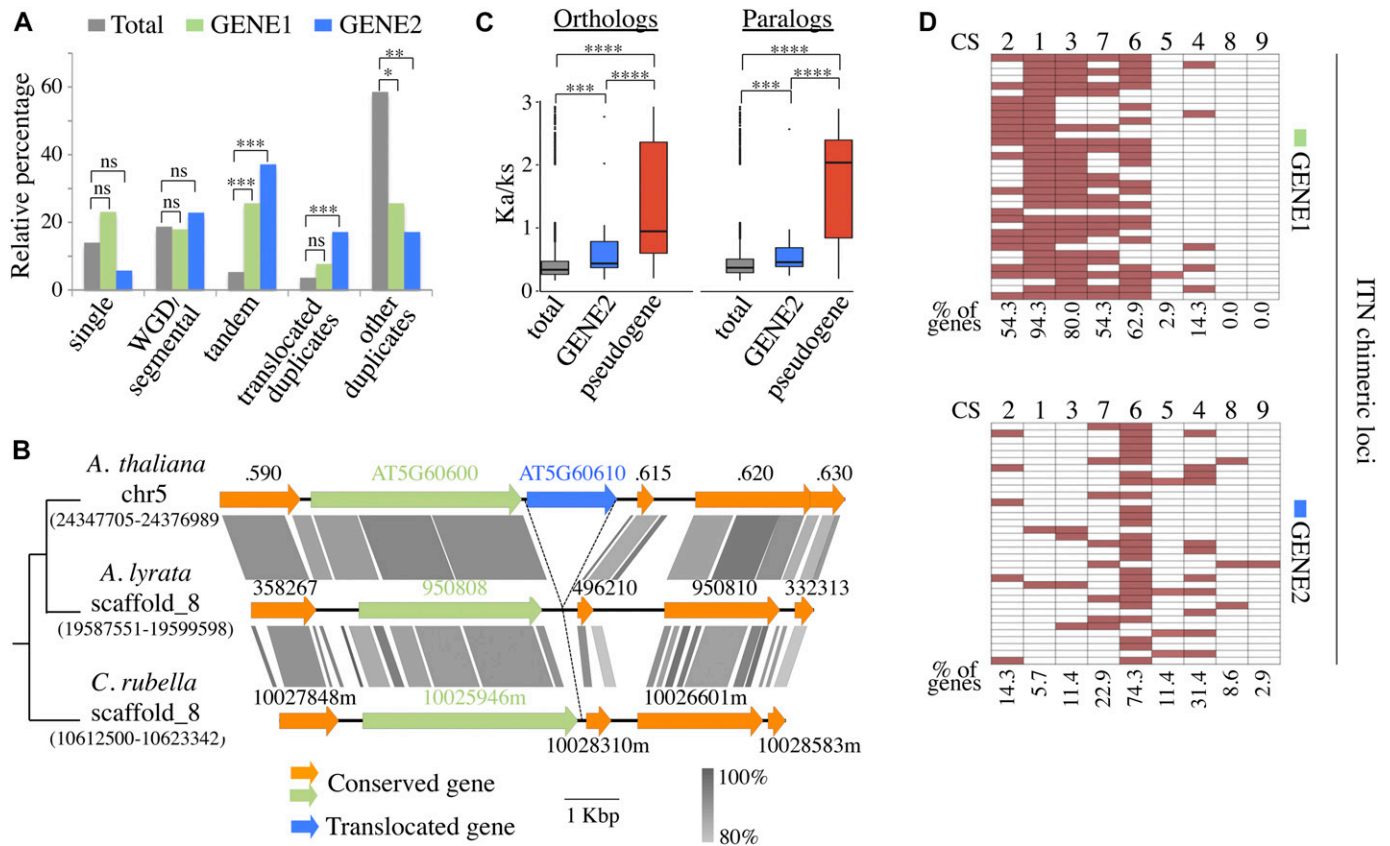 A
Total GENE1 GENE2
Relative percentage
60
40
20
0
ns
ns
ns
ns
***
***
***
ns
**
*
single
WGD/
segmental
tandem
translocated
duplicates
other
duplicates
C
Orthologs
Paralogs
****
***
****
****
***
****
Ka/ks
3
2
1
0
total
GENE2
pseudogene
total
GENE2
pseudogene
B
A. thaliana
chr5
(24347705-24376989
.590 AT5G60600 AT5G60610 .615 .620 .630
A. lyrata
scaffold_8
(19587551-19599598)
358267 950808 496210 950810 332313
C. rubella
scaffold_8
(10612500-10623342)
10027848m 10025946m 10026601m
10028310m 10028583m
Conserved gene
Translocated gene
1 Kbp
100%
80%
D
CS 2 1 3 7 6 5 4 8 9
GENE1
% of
genes
54.3 94.3 80.0 54.3 62.9 2.9 14.3 0.0 0.0
CS 2 1 3 7 6 5 4 8 9
GENE2
% of
genes
14.3 5.7 11.4 22.9 74.3 11.4 31.4 8.6 2.9
ITN chimeric loci